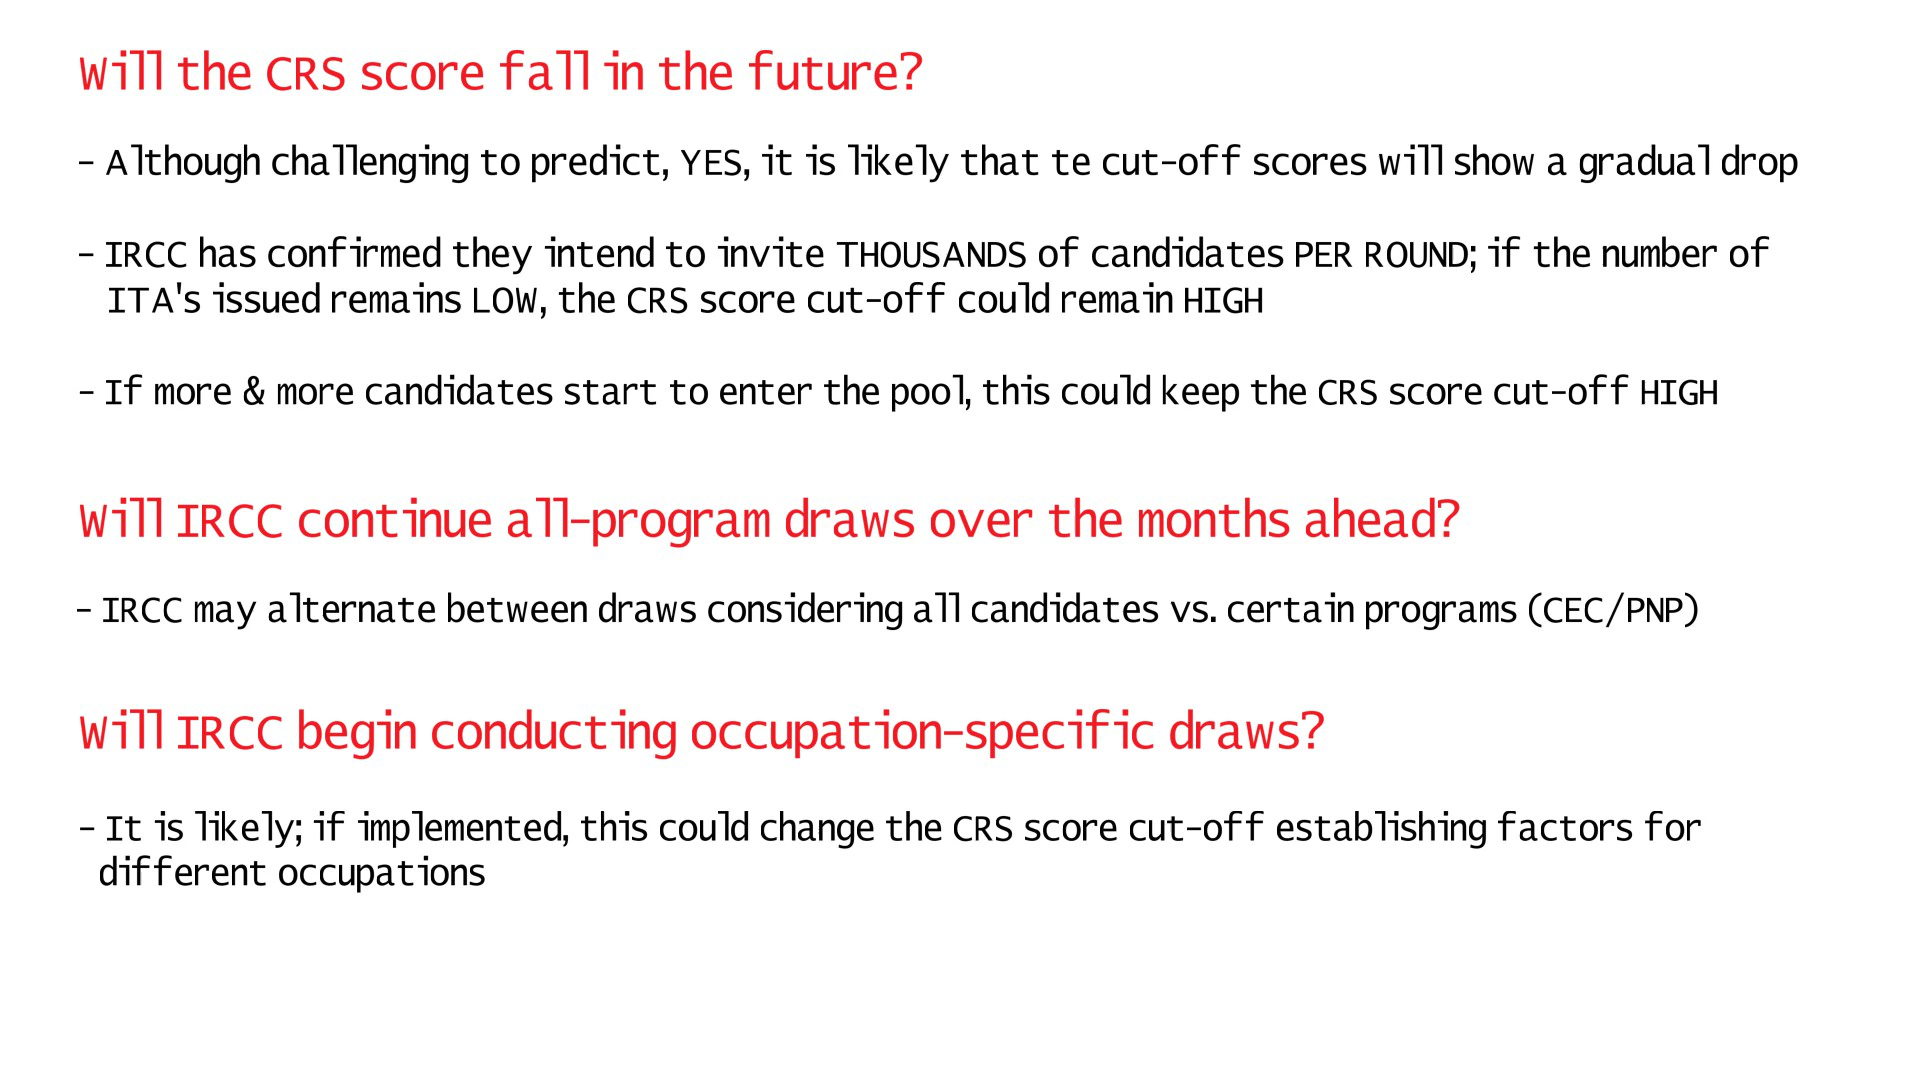 Will the CRS score fall in the future?
- Although challenging to predict, YES, it is likely that te cut-off scores will show a gradual drop
- IRCC has confirmed they intend to invite THOUSANDS of candidates PER ROUND; if the number of
ITA's issued remains LOW, the CRS score cut-off could remain HIGH
- If more & more candidates start to enter the pool, this could keep the CRS score cut-off HIGH
Will IRCC continue all-program draws over the months ahead?
- IRCC may alternate between draws considering all candidates vs. certain programs (CEC/PNP)
Will IRCC begin conducting occupation-specific draws?
- It is likely; if implemented, this could change the CRS score cut-off establishing factors for
different occupations